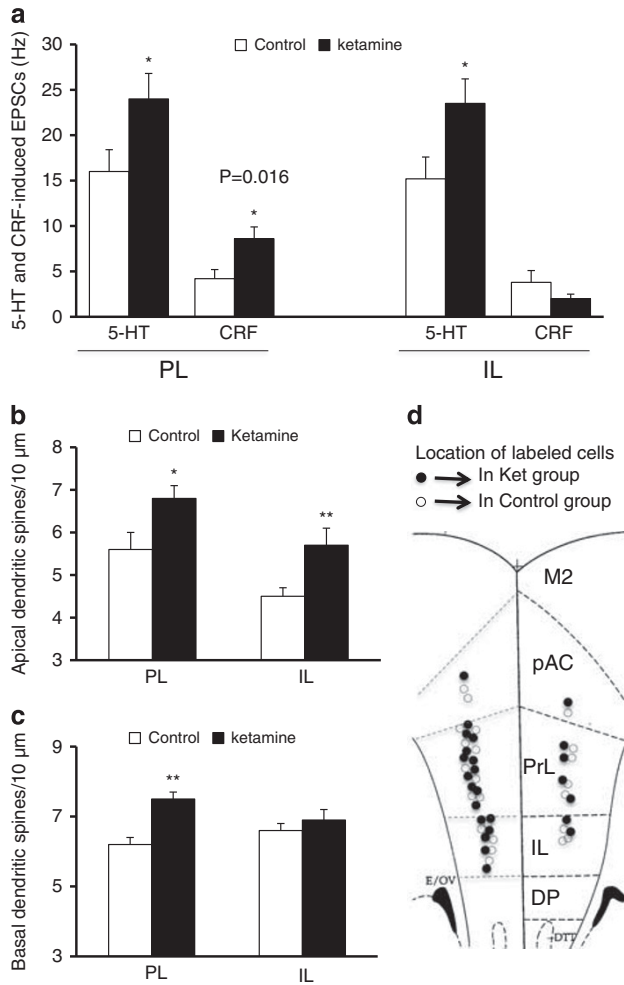 a
Control ketamine
5-HT and CRF-induced EPSCs (Hz)
30
25
20
15
10
5
0
*
*
P=0.016
*
5-HT CRF 5-HT CRF
PL IL
b
Control Ketamine
Apical dendritic spines/10 µm
8
7
6
5
4
3
*
**
PL IL
c
Control ketamine
Basal dendritic spines/10 µm
9
7
6
3
**
PL IL
d
Location of labeled cells
In Ket group
In Control group
M2
pAC
PrL
IL
E/OV
DP
DTT